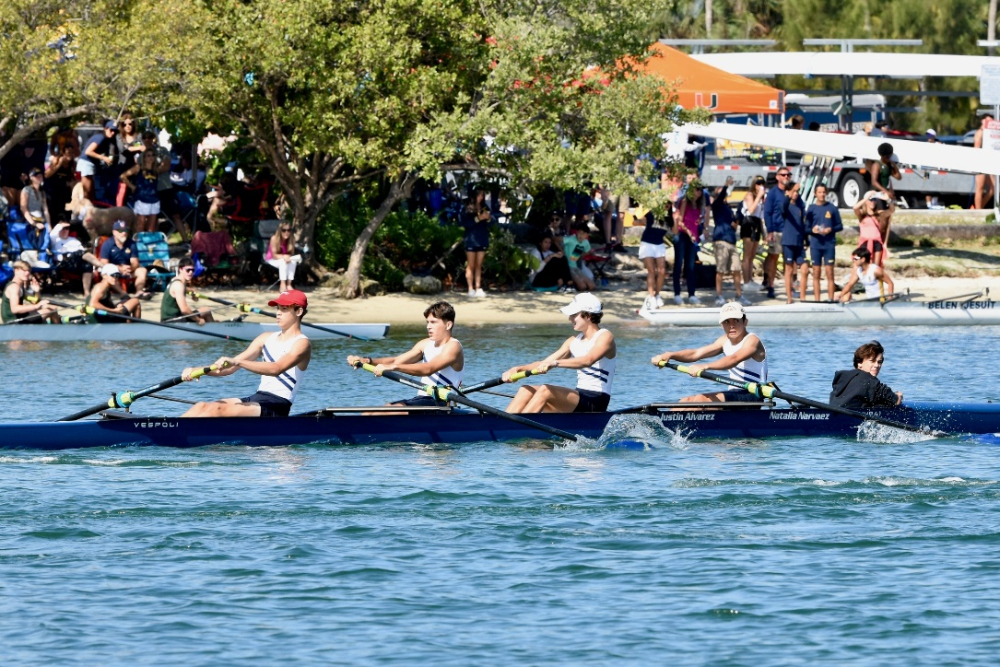 U
BELEN JESUIT
VESPOLI
Justin Alvarez
Natalia Narvaez